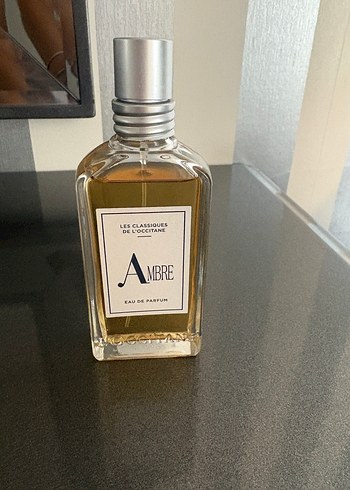 LES CLASSIQUES
DE L'OCCITANE
AMBRE
EAU DE PARFUM
L'OCCITANE